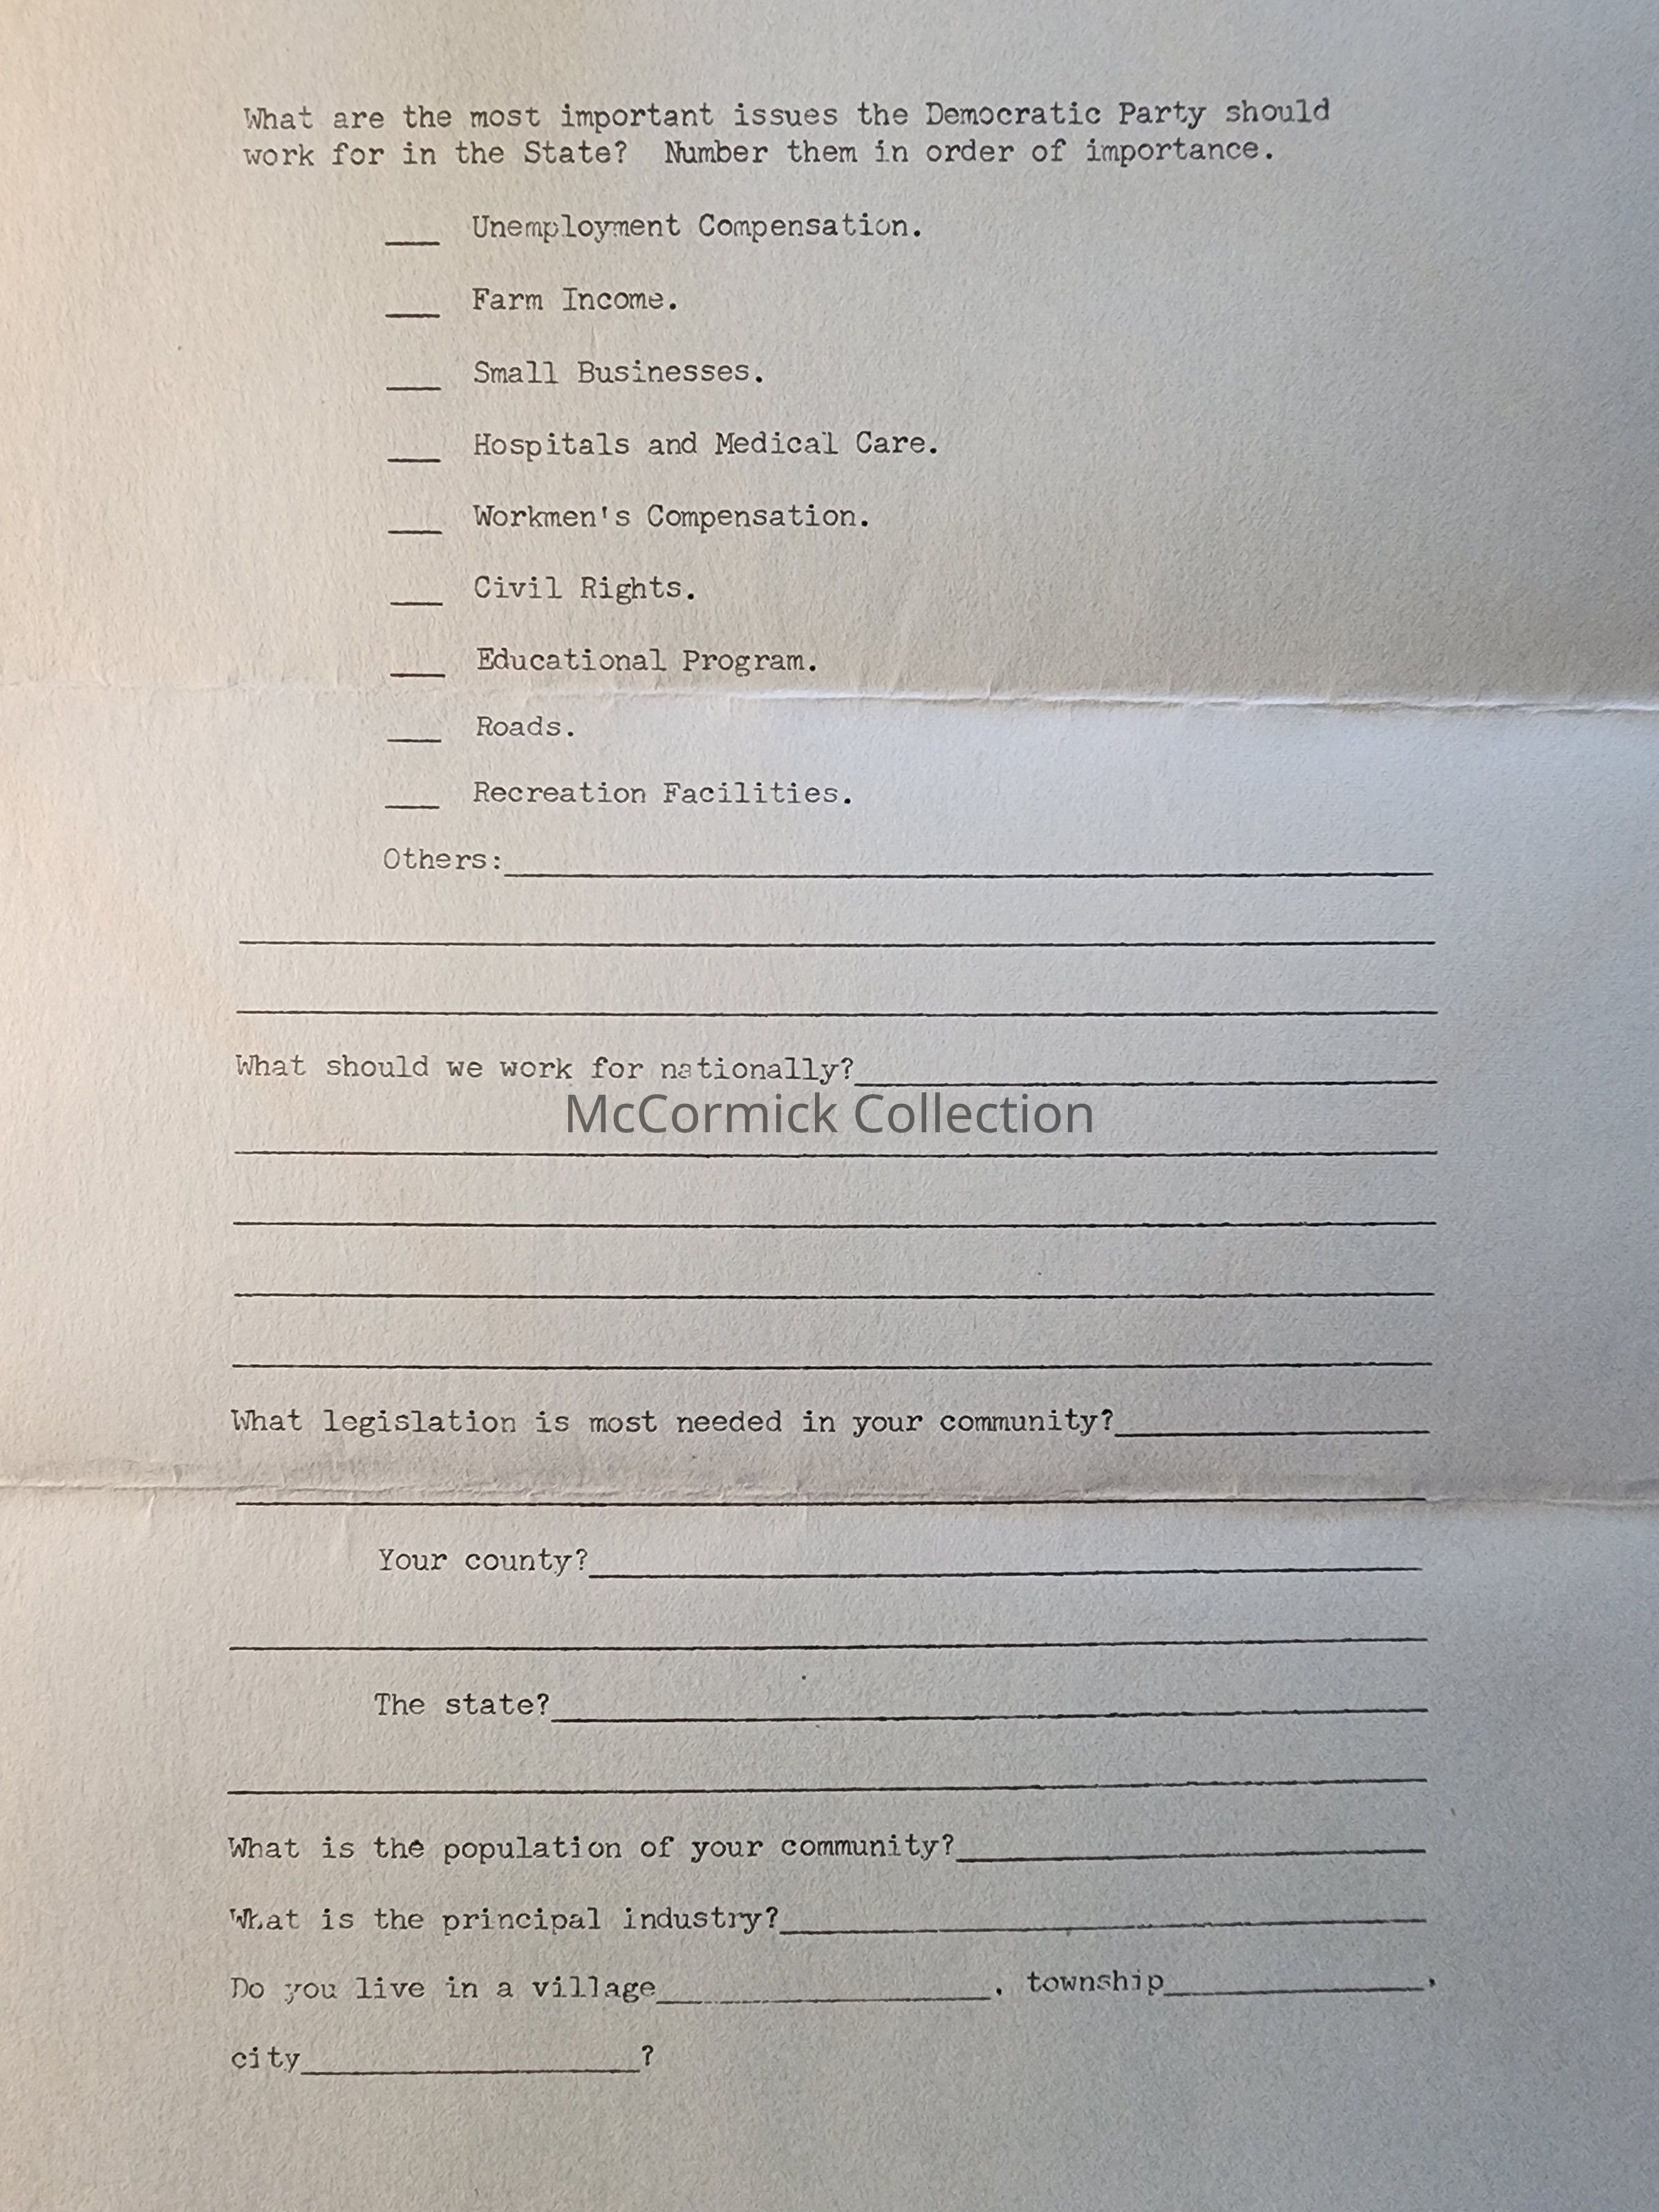 What are the most important issues the Democratic Party should
work for in the State?  Number them in order of importance.
___ Unemployment Compensation.
___ Farm Income.
___ Small Businesses.
___ Hospitals and Medical Care.
___ Workmen's Compensation.
___ Civil Rights.
___ Educational Program.
___ Roads.
___ Recreation Facilities.
Others:
What should we work for nationally?
McCormick Collection
What legislation is most needed in your community?
Your county?
The state?
What is the population of your community?
What is the principal industry?
Do you live in a village___________, township___________,
city___________?